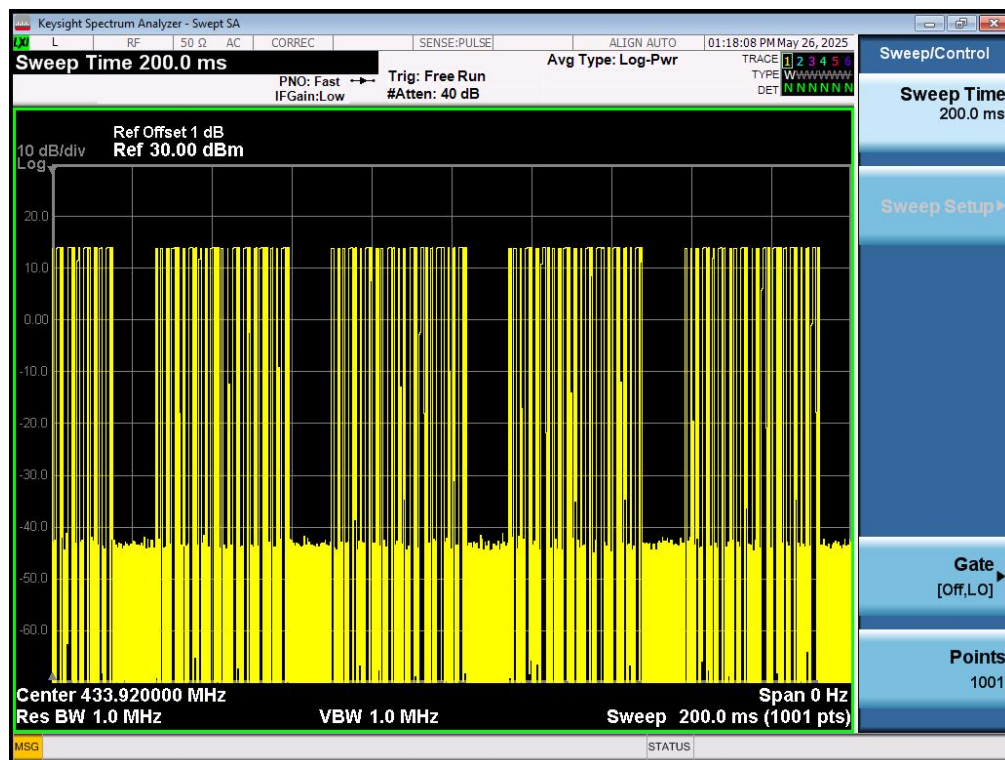 Keysight Spectrum Analyzer - Swept SA
LXI L RF 50 Ω AC CORREC SENSE:PULSE ALIGN AUTO 01:18:08 PM May 26, 2025
Sweep Time 200.0 ms
PNO: Fast
IFGain:Low
Trig: Free Run
#Atten: 40 dB
Avg Type: Log-Pwr
TRACE 1 2 3 4 5 6
TYPE WWWWWW
DET N N N N N N
Ref Offset 1 dB
10 dB/div Ref 30.00 dBm
Log
20.0
10.0
0.00
-10.0
-20.0
-30.0
-40.0
-50.0
-60.0
Center 433.920000 MHz Span 0 Hz
Res BW 1.0 MHz VBW 1.0 MHz Sweep 200.0 ms (1001 pts)
MSG STATUS
Sweep/Control
Sweep Time
200.0 ms
Sweep Setup
Gate
[Off,LO]
Points
1001